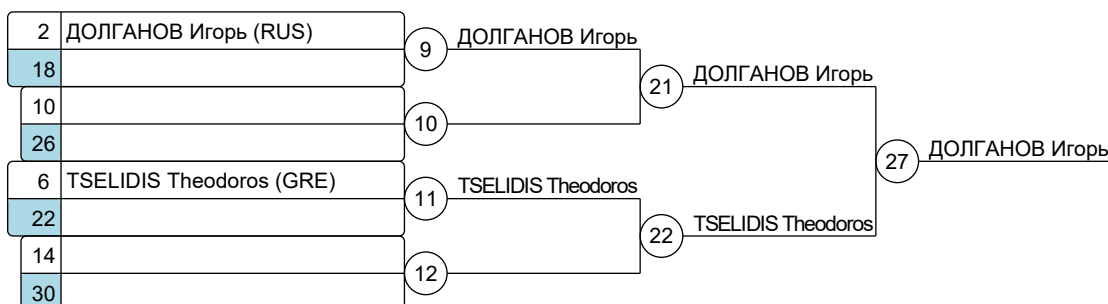 2 ДОЛГАНОВ Игорь (RUS)
9 ДОЛГАНОВ Игорь
18
21 ДОЛГАНОВ Игорь
10
10
26
27 ДОЛГАНОВ Игорь
6 TSELIDIS Theodoros (GRE)
11 TSELIDIS Theodoros
22
22 TSELIDIS Theodoros
14
12
30